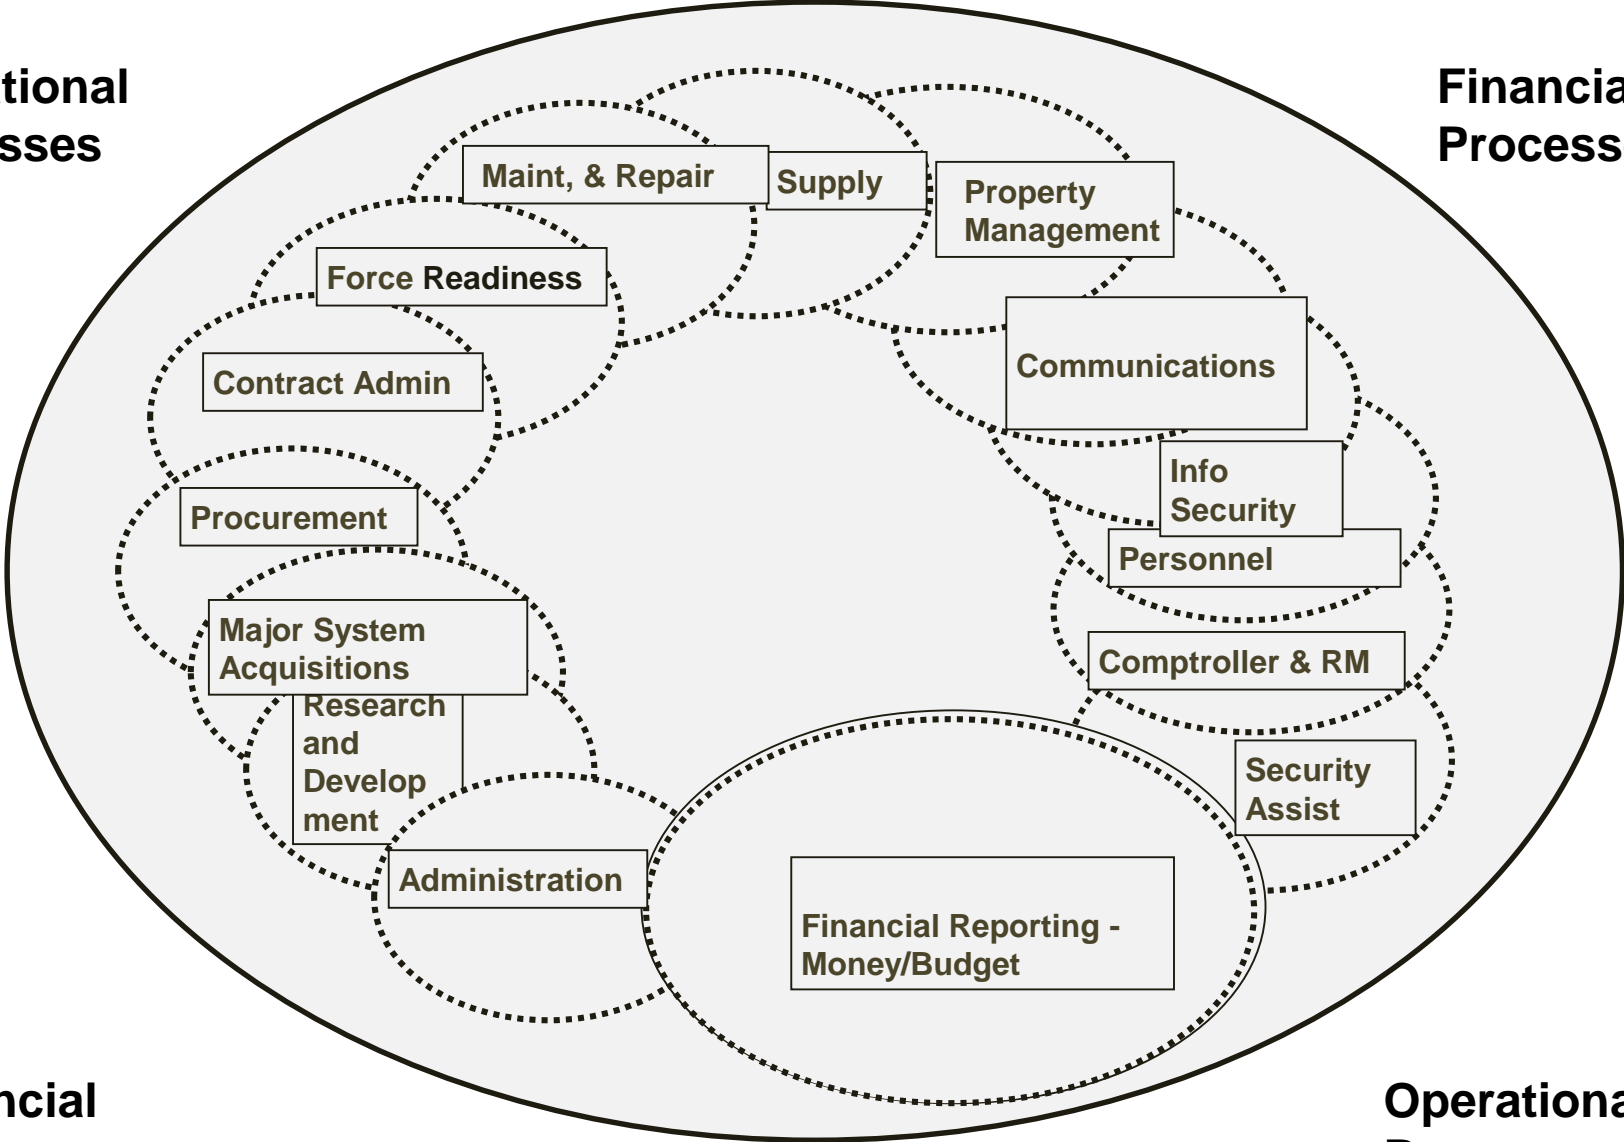 tional
sses
Financia
Process
Maint, & Repair
Supply
Property
Management
Force Readiness
Communications
Contract Admin
Info
Security
Procurement
Personnel
Major System
Acquisitions
Comptroller & RM
Research
and
Develop
ment
Security
Assist
Administration
Financial Reporting -
Money/Budget
ncial
Operationa